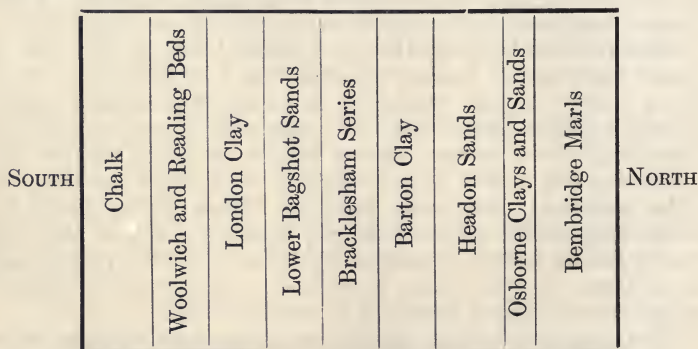 South
Chalk
Woolwich and Reading Beds
London Clay
Lower Bagshot Sands
Bracklesham Series
Barton Clay
Headon Sands
Osborne Clays and Sands
Bembridge Marls
North